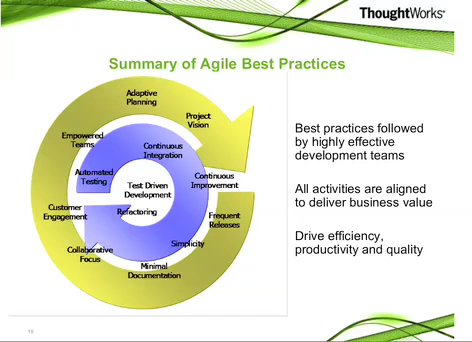 ThoughtWorks®
Summary of Agile Best Practices
Adaptive
Planning
Project
Vision
Empowered
Teams
Continuous
Integration
Automated
Testing
Continuous
Improvement
Test Driven
Development
Customer
Engagement
Refactoring
Frequent
Releases
Simplicity
Collaborative
Focus
Minimal
Documentation
Best practices followed
by highly effective
development teams
All activities are aligned
to deliver business value
Drive efficiency,
productivity and quality